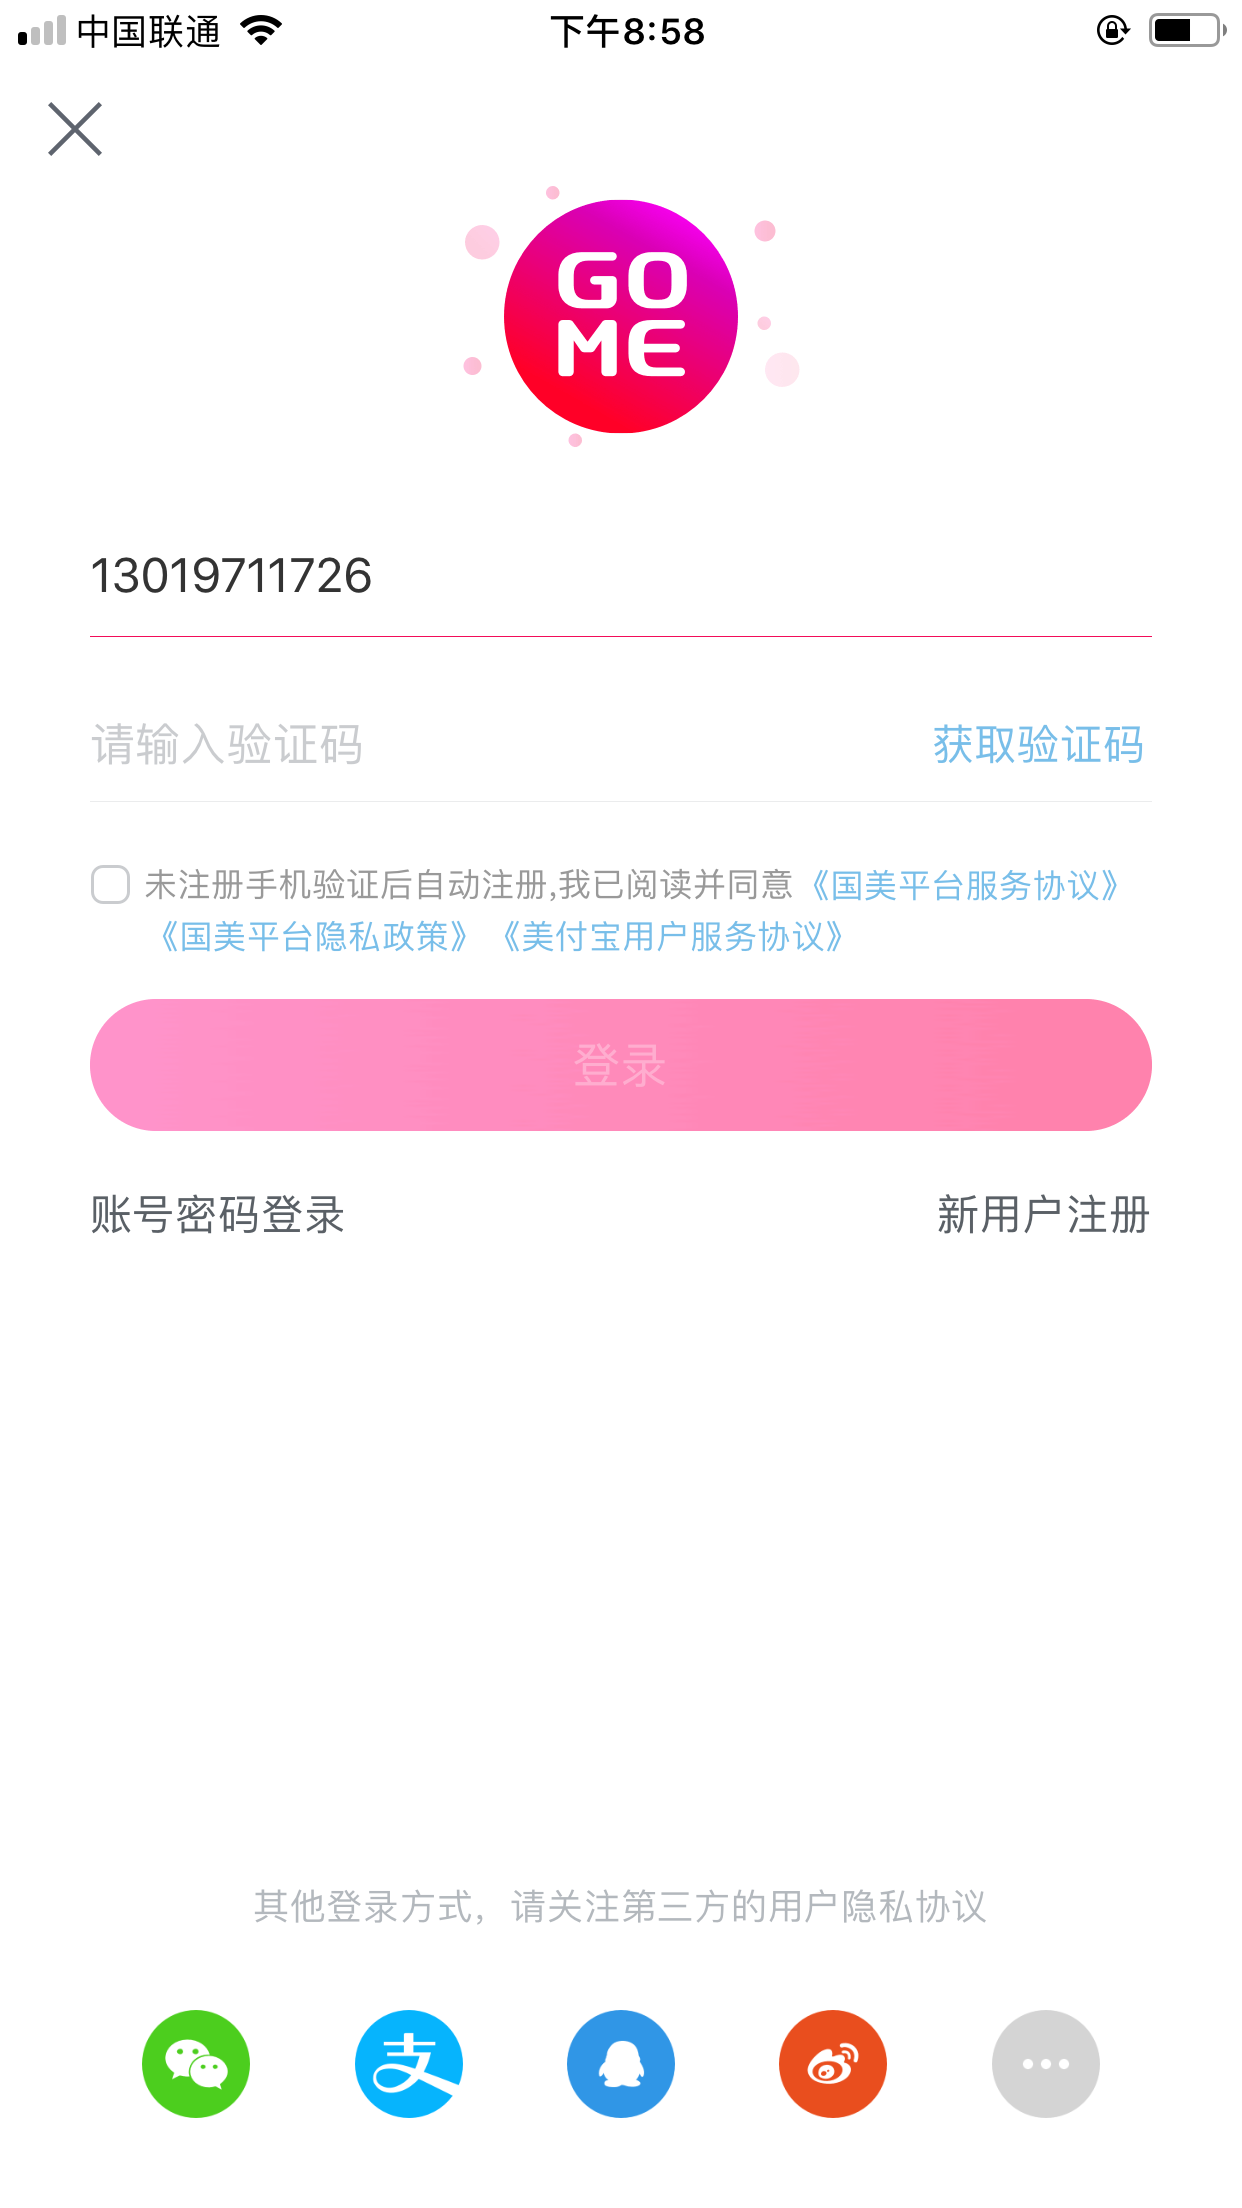 中国联通 下午8:58
GO
ME
13019711726
请输入验证码 获取验证码
未注册手机验证后自动注册,我已阅读并同意《国美平台服务协议》
《国美平台隐私政策》《美付宝用户服务协议》
登录
账号密码登录 新用户注册
其他登录方式，请关注第三方的用户隐私协议
支